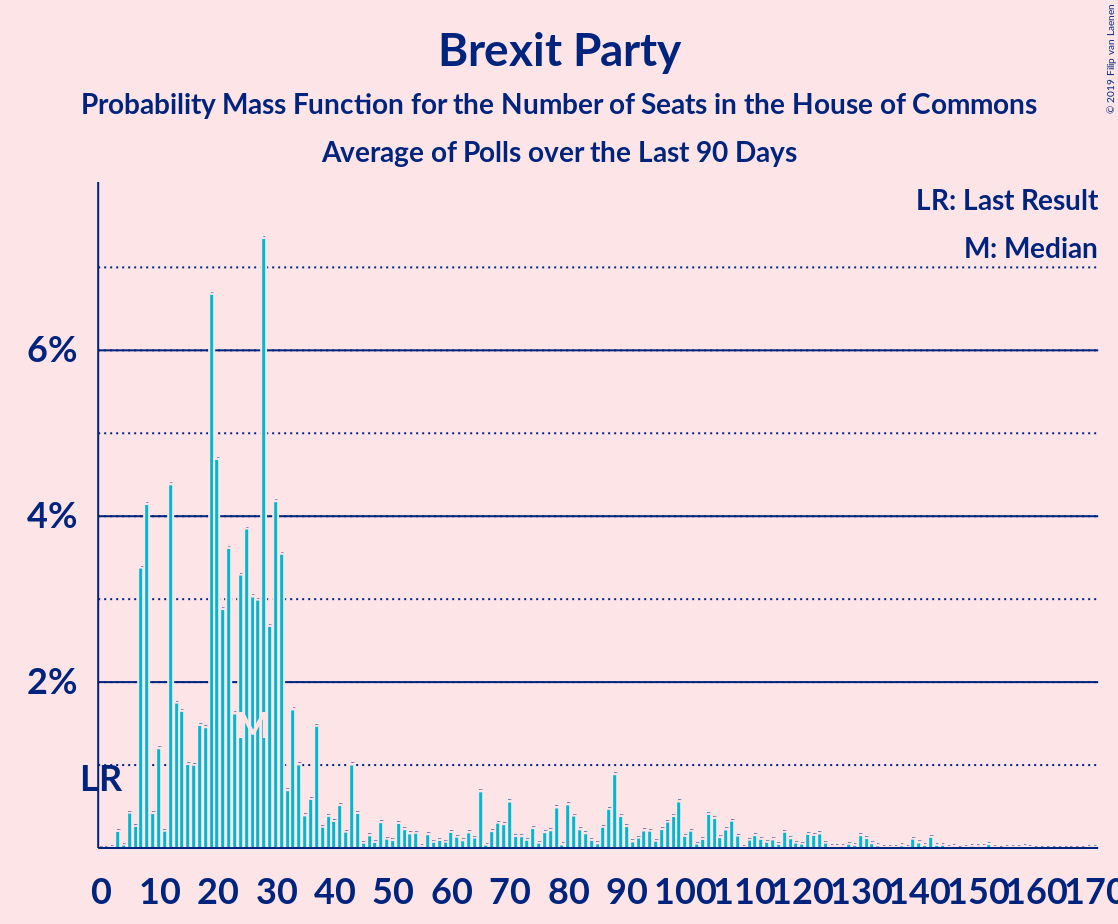 Brexit Party
Probability Mass Function for the Number of Seats in the House of Commons
Average of Polls over the Last 90 Days
© 2019 Filip van Laenen
LR: Last Result
M: Median
6%
4%
2%
LR
M
0 10 20 30 40 50 60 70 80 90 100 110 120 130 140 150 160 170